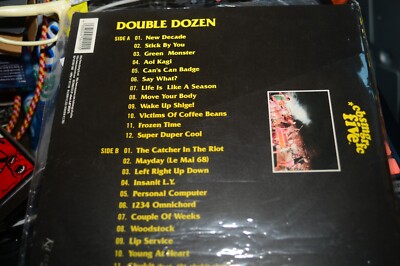 DOUBLE DOZEN
SIDE A 01. New Decade
02. Stick By You
03. Green Monster
04. Aoi Kagi
05. Can's Can Badge
06. Say What?
07. Life Is Like A Season
08. Move Your Body
09. Wake Up Shige!
10. Victims Of Coffee Beans
11. Frozen Time
12. Super Duper Cool
SIDE B 01. The Catcher In The Riot
02. Mayday (Le Mai 68)
03. Left Right Up Down
04. Insanit L.Y.
05. Personal Computer
06. 1234 Omnichord
07. Couple Of Weeks
08. Woodstock
09. Lip Service
10. Young At Heart
11.